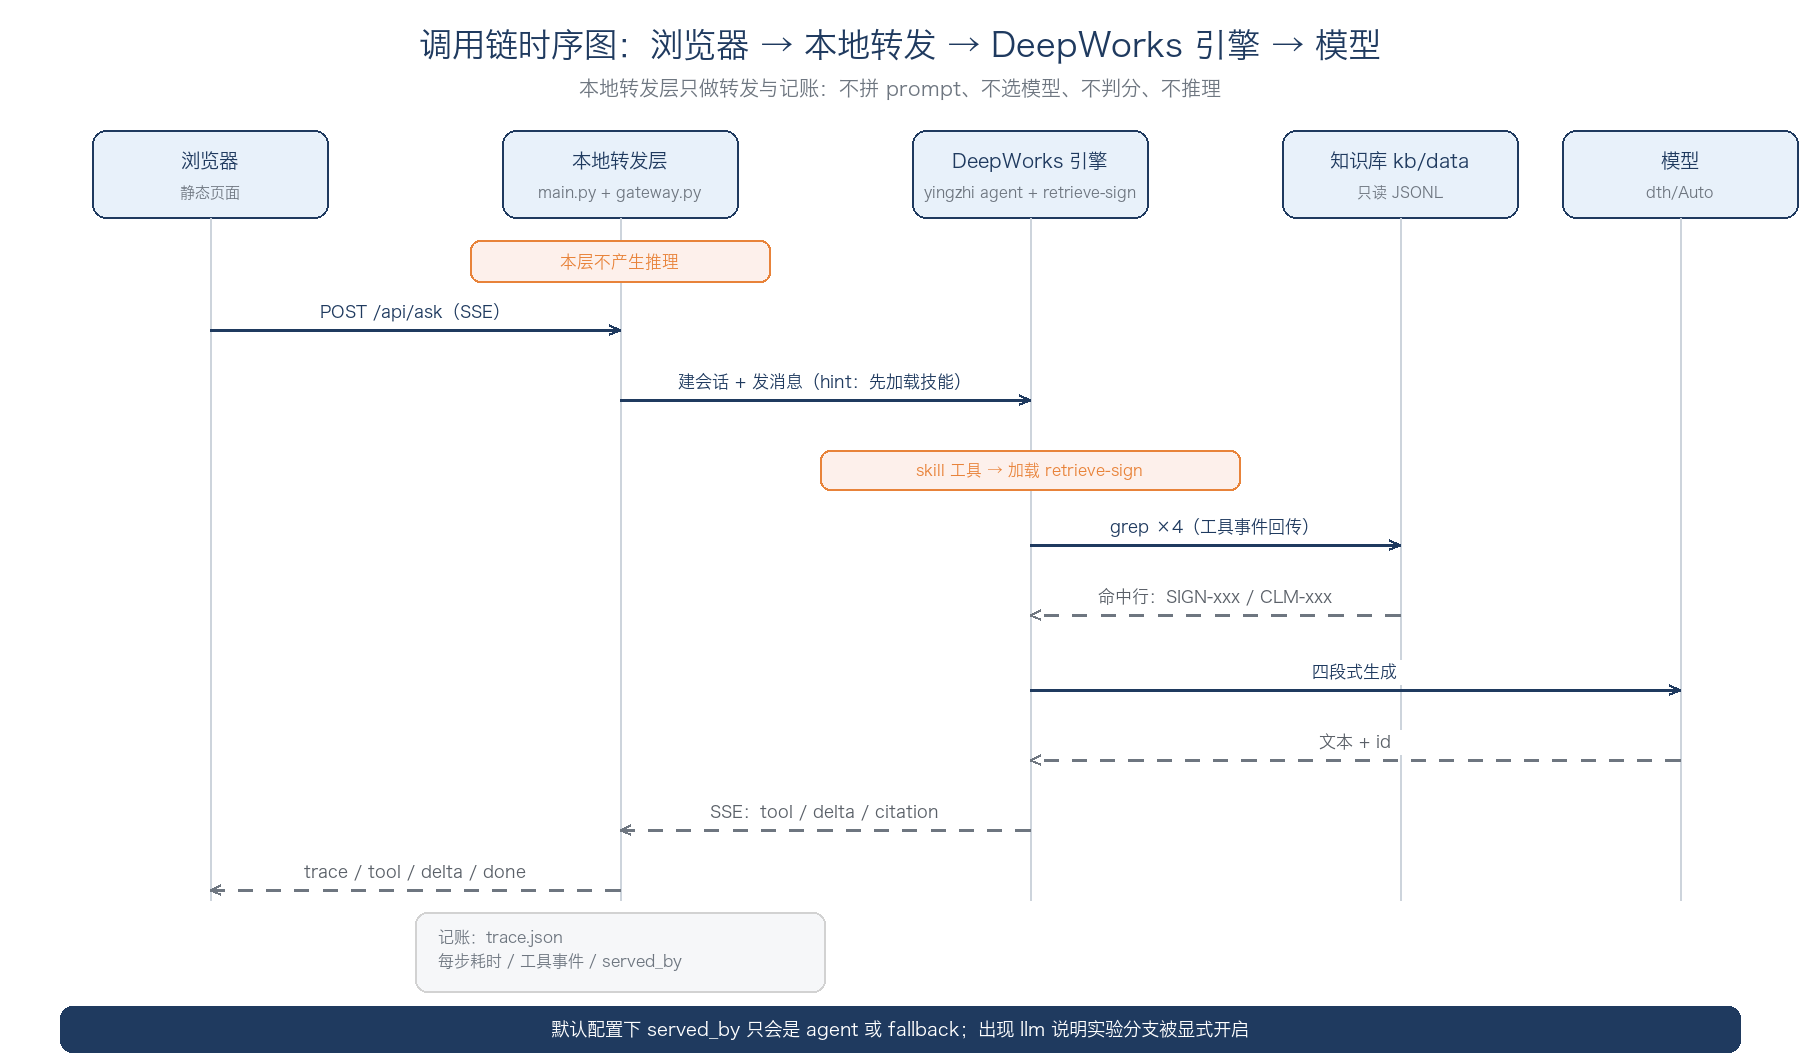 调用链时序图：浏览器 → 本地转发 → DeepWorks 引擎 → 模型
本地转发层只做转发与记账：不拼 prompt、不选模型、不判分、不推理
浏览器
静态页面
本地转发层
main.py + gateway.py
DeepWorks 引擎
yingzhi agent + retrieve-sign
知识库 kb/data
只读 JSONL
模型
dth/Auto
本层不产生推理
POST /api/ask（SSE）
建会话 + 发消息（hint：先加载技能）
skill 工具 → 加载 retrieve-sign
grep ×4（工具事件回传）
命中行：SIGN-xxx / CLM-xxx
四段式生成
文本 + id
SSE：tool / delta / citation
trace / tool / delta / done
记账：trace.json
每步耗时 / 工具事件 / served_by
默认配置下 served_by 只会是 agent 或 fallback；出现 llm 说明实验分支被显式开启